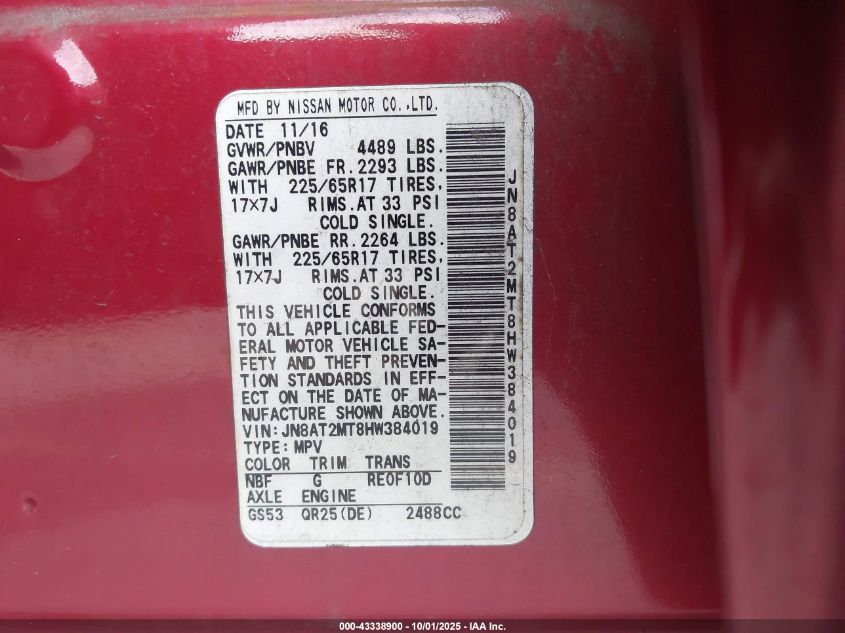 MFD BY NISSAN MOTOR CO.,LTD.
DATE 11/16
GVWR/PNBV 4489 LBS.
GAWR/PNBE FR.2293 LBS.
WITH 225/65R17 TIRES,
17×7J RIMS.AT 33 PSI
COLD SINGLE.
GAWR/PNBE RR.2264 LBS.
WITH 225/65R17 TIRES,
17×7J RIMS.AT 33 PSI
COLD SINGLE.
THIS VEHICLE CONFORMS
TO ALL APPLICABLE FED-
ERAL MOTOR VEHICLE SA-
FETY AND THEFT PREVEN-
TION STANDARDS IN EFF-
ECT ON THE DATE OF MA-
NUFACTURE SHOWN ABOVE.
VIN:JN8AT2MT8HW384019
TYPE:MPV
COLOR TRIM TRANS
NBF G RE0F10D
AXLE ENGINE
GS53 QR25(DE) 2488CC
JN8AT2MT8HW384019
000-43338900 - 10/01/2025 - IAA Inc.